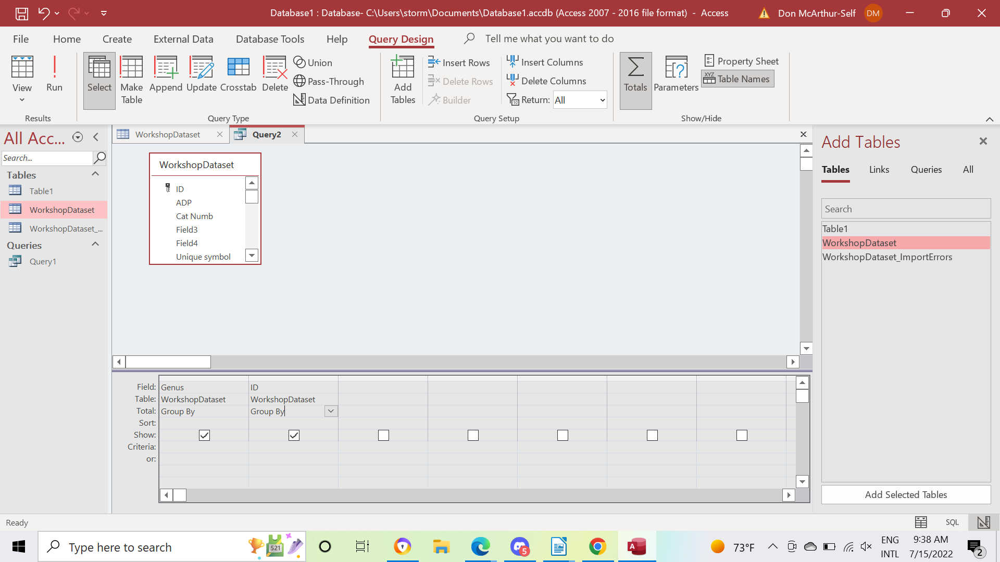 Database1 : Database- C:\Users\storm\Documents\Database1.accdb (Access 2007 - 2016 file format) - Access
Don McArthur-Self
DM
File
Home
Create
External Data
Database Tools
Help
Query Design
Tell me what you want to do
View
Run
Select
Make Table
Append
Update
Crosstab
Delete
Union
Pass-Through
Data Definition
Add Tables
Insert Rows
Delete Rows
Builder
Insert Columns
Delete Columns
Return: All
Totals
Parameters
Property Sheet
Table Names
Results
Query Type
Query Setup
Show/Hide
All Acc...
Search...
Tables
Table1
WorkshopDataset
WorkshopDataset_...
Queries
Query1
WorkshopDataset
Query2
WorkshopDataset
ID
ADP
Cat Numb
Field3
Field4
Unique symbol
Field: Genus ID
Table: WorkshopDataset WorkshopDataset
Total: Group By Group By
Sort:
Show:
Criteria:
or:
Add Tables
Tables Links Queries All
Search
Table1
WorkshopDataset
WorkshopDataset_ImportErrors
Add Selected Tables
Ready
SQL
Type here to search
521
5
A
73°F
ENG
INTL
9:38 AM
7/15/2022
2